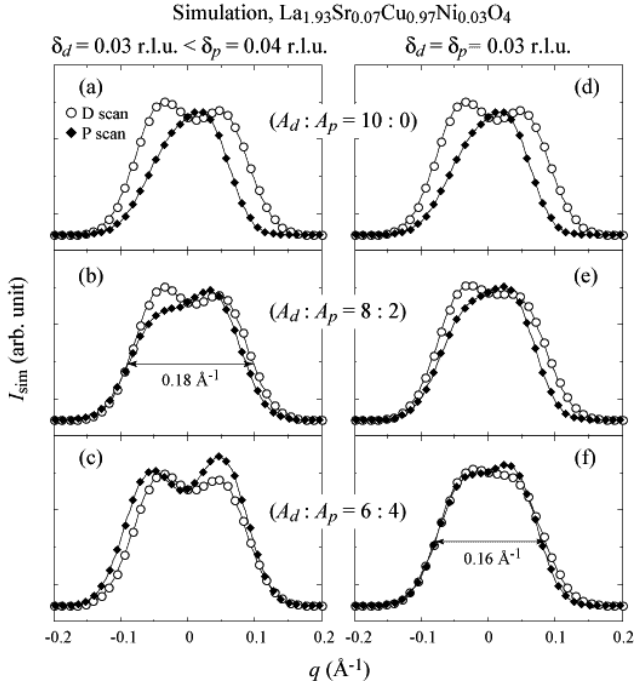 Simulation, La₁.₉₃Sr₀.₀₇Cu₀.₉₇Ni₀.₀₃O₄
δd = 0.03 r.l.u. < δp = 0.04 r.l.u.
δd = δp= 0.03 r.l.u.
(a)
D scan
P scan
(Ad : Ap = 10 : 0)
(d)
(b)
(Ad : Ap = 8 : 2)
(e)
0.18 Å⁻¹
(c)
(Ad : Ap = 6 : 4)
(f)
0.16 Å⁻¹
Isim (arb. unit)
-0.2 -0.1 0 0.1 0.2
-0.2 -0.1 0 0.1 0.2
q (Å⁻¹)
q (Å⁻¹)